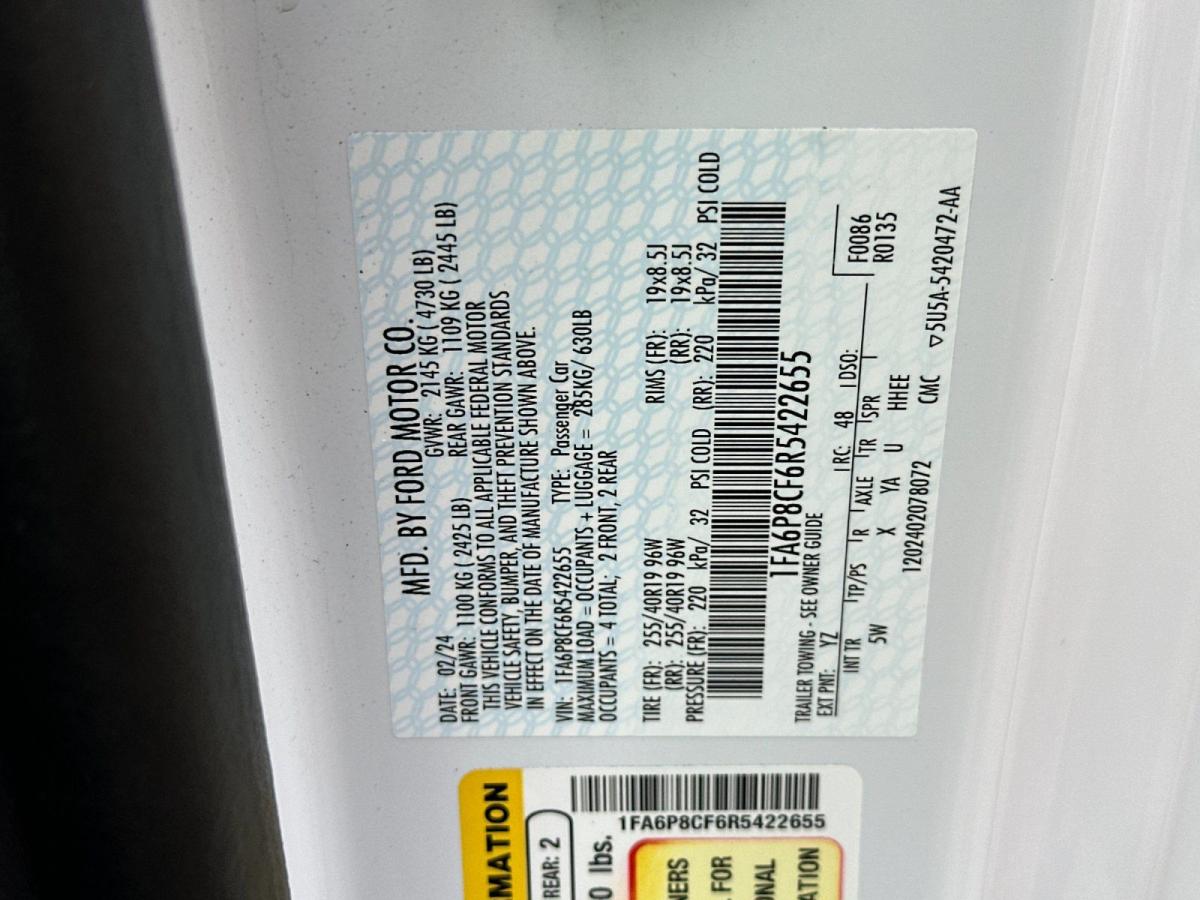 MFD. BY FORD MOTOR CO.
DATE: 02/24 GVWR: 2145 KG ( 4730 LB)
FRONT GAWR: 1100 KG ( 2425 LB) REAR GAWR: 1109 KG ( 2445 LB)
THIS VEHICLE CONFORMS TO ALL APPLICABLE FEDERAL MOTOR
VEHICLE SAFETY, BUMPER, AND THEFT PREVENTION STANDARDS
IN EFFECT ON THE DATE OF MANUFACTURE SHOWN ABOVE.
VIN: 1FA6P8CF6R5422655 TYPE: Passenger Car
MAXIMUM LOAD = OCCUPANTS + LUGGAGE = 285KG/ 630LB
OCCUPANTS = 4 TOTAL; 2 FRONT, 2 REAR
TIRE (FR): 255/40R19 96W RIMS (FR): 19x8.5J
(RR): 255/40R19 96W (RR): 19x8.5J
PRESSURE (FR): 220 kPa/ 32 PSI COLD (RR): 220 kPa/ 32 PSI COLD
1FA6P8CF6R5422655
TRAILER TOWING - SEE OWNER GUIDE
EXT PNT: YZ RC: 48 DSO: F0086
INT TR TP/PS R AXLE TR SPR R0135
5W X YA U HHEE
1202402078072 CMC ▽5U5A-5420472-AA
MATION
REAR: 2
0 lbs.
1FA6P8CF6R5422655
NERS
FOR
ONAL
ATION